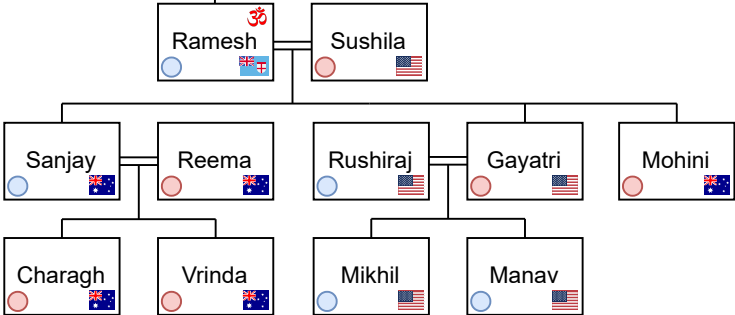 ॐ
Ramesh
Sushila
Sanjay
Reema
Rushiraj
Gayatri
Mohini
Charagh
Vrinda
Mikhil
Manav